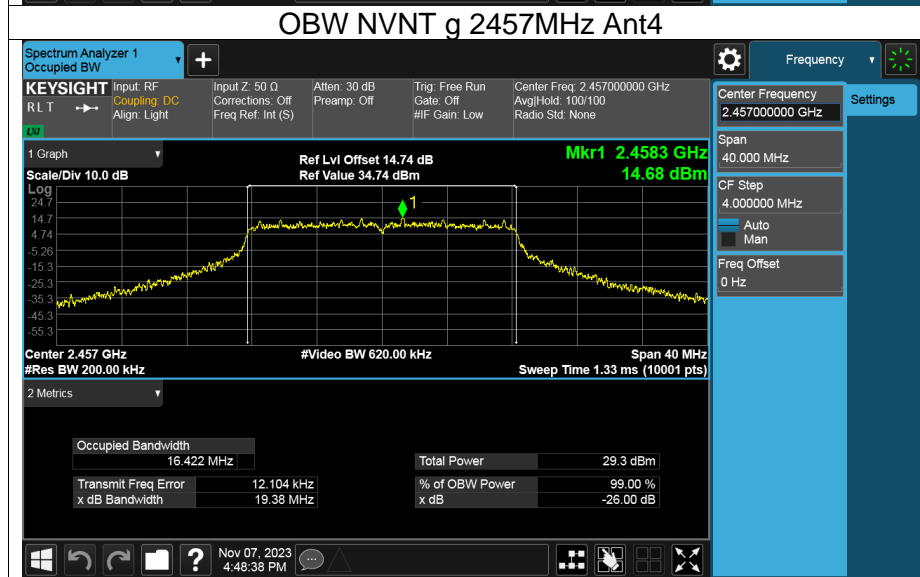 OBW NVNT g 2457MHz Ant4
Spectrum Analyzer 1
Occupied BW
+
Frequency
KEYSIGHT
R L T
LXI
Input: RF
Coupling: DC
Align: Light
Input Z: 50 Ω
Corrections: Off
Freq Ref: Int (S)
Atten: 30 dB
Preamp: Off
Trig: Free Run
Gate: Off
#IF Gain: Low
Center Freq: 2.457000000 GHz
Avg|Hold: 100/100
Radio Std: None
Center Frequency
2.457000000 GHz
Settings
Span
40.000 MHz
CF Step
4.000000 MHz
Auto
Man
Freq Offset
0 Hz
1 Graph
Scale/Div 10.0 dB
Ref Lvl Offset 14.74 dB
Ref Value 34.74 dBm
Mkr1 2.4583 GHz
14.68 dBm
Log
24.7
14.7
4.74
-5.26
-15.3
-25.3
-35.3
-45.3
-55.3
1
Center 2.457 GHz
#Video BW 620.00 kHz
Span 40 MHz
#Res BW 200.00 kHz
Sweep Time 1.33 ms (10001 pts)
2 Metrics
Occupied Bandwidth
16.422 MHz
Total Power 29.3 dBm
Transmit Freq Error 12.104 kHz
% of OBW Power 99.00 %
x dB Bandwidth 19.38 MHz
x dB -26.00 dB
?
Nov 07, 2023
4:48:38 PM